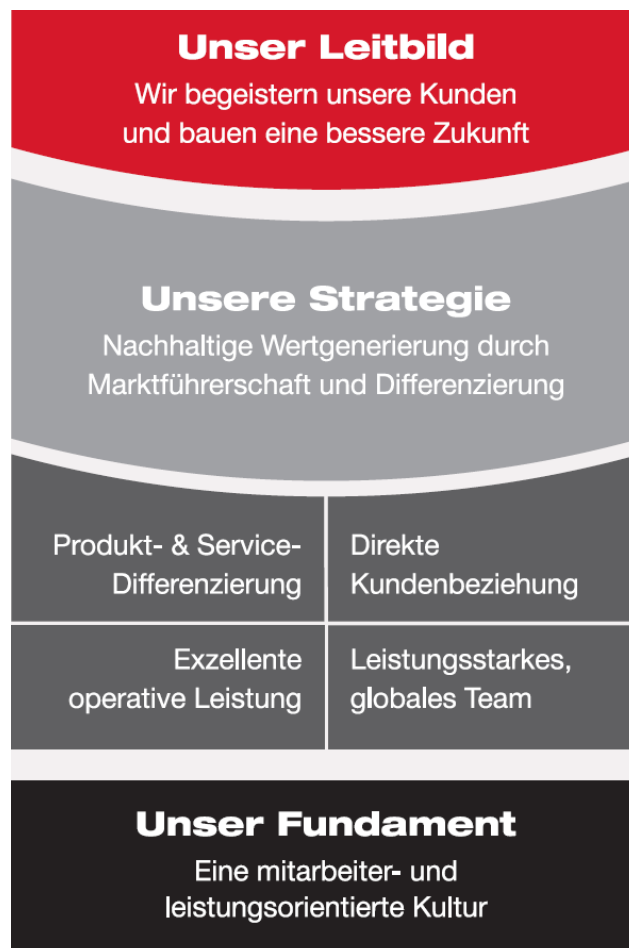 Unser Leitbild
Wir begeistern unsere Kunden
und bauen eine bessere Zukunft
Unsere Strategie
Nachhaltige Wertgenerierung durch
Marktführerschaft und Differenzierung
Produkt- & Service-
Differenzierung
Direkte
Kundenbeziehung
Exzellente
operative Leistung
Leistungsstarkes,
globales Team
Unser Fundament
Eine mitarbeiter- und
leistungsorientierte Kultur